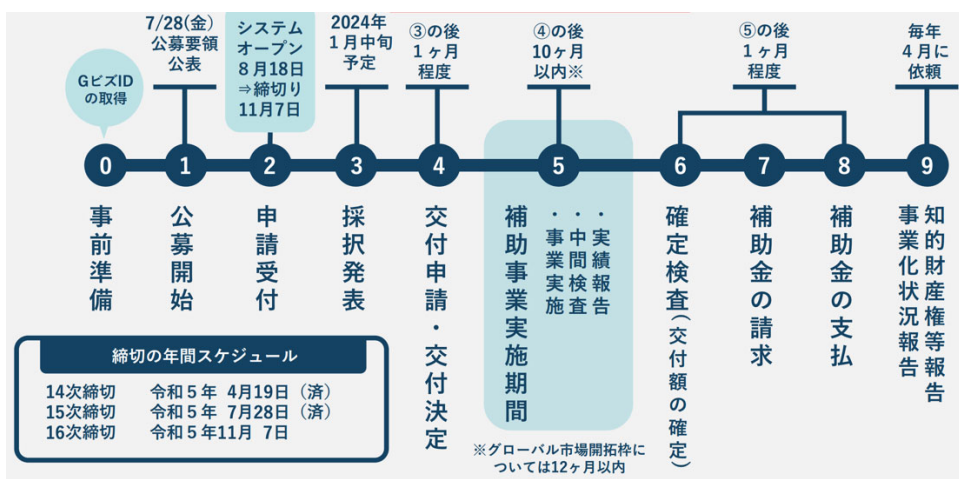 GビズID
の取得
7/28(金)
公募要領
公表
システム
オープン
8月18日
⇒締切り
11月7日
2024年
1月中旬
予定
③の後
1ヶ月
程度
④の後
10ヶ月
以内※
⑤の後
1ヶ月
程度
毎年
4月に
依頼
0
1
2
3
4
5
6
7
8
9
事前準備
公募開始
申請受付
採択発表
交付申請・交付決定
補助事業実施期間
・事業実施
・中間検査
・実績報告
確定検査(交付額の確定)
補助金の請求
補助金の支払
事業化状況報告
知的財産権等報告
※グローバル市場開拓枠に
ついては12ヶ月以内
締切の年間スケジュール
14次締切 令和5年 4月19日(済)
15次締切 令和5年 7月28日(済)
16次締切 令和5年11月 7日